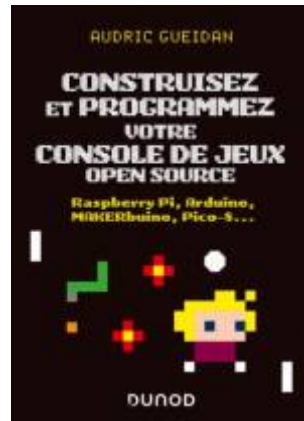 AUDRIC GUEIDAN
CONSTRUISEZ
ET PROGRAMMEZ
VOTRE
CONSOLE DE JEUX
OPEN SOURCE
Raspberry Pi, Arduino,
MAKERbuino, Pico-8...
DUNOD